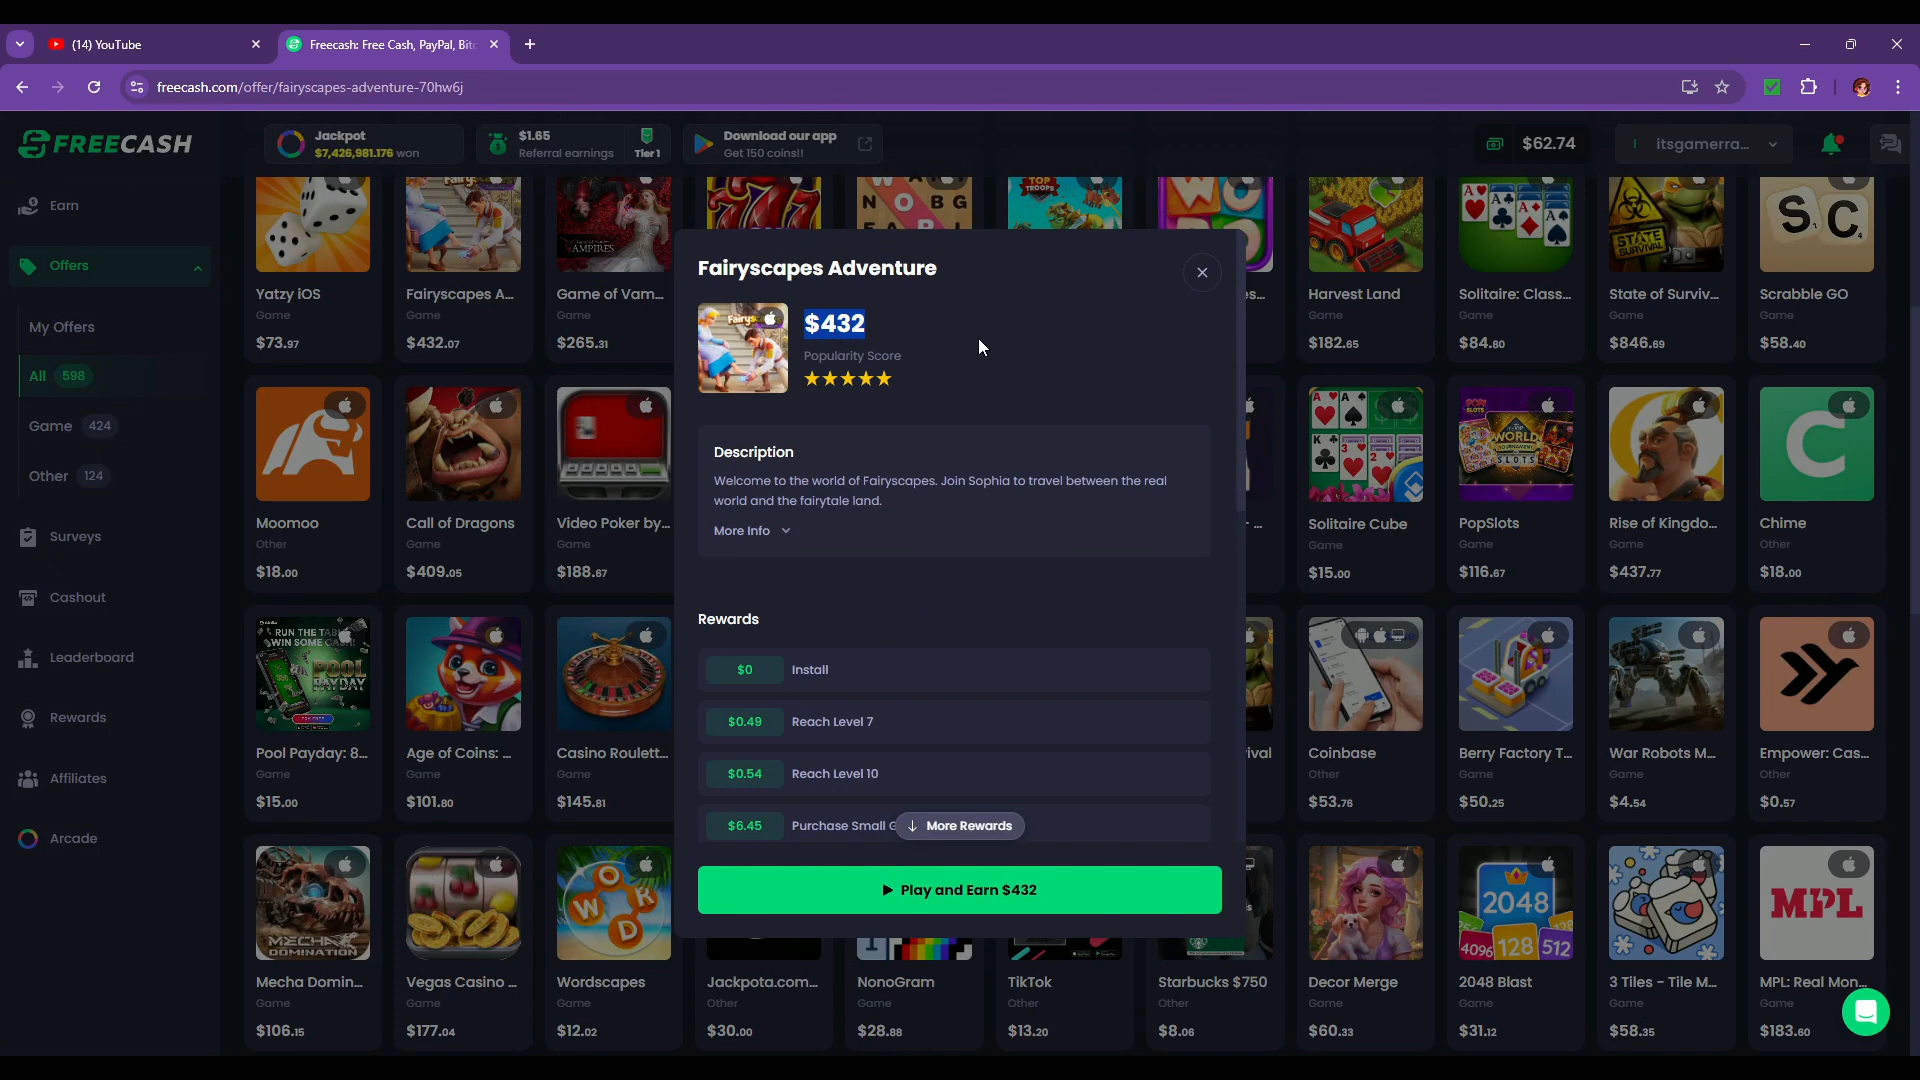 (14) YouTube
Freecash: Free Cash, PayPal, Bitc
freecash.com/offer/fairyscapes-adventure-70hw6j
FREECASH
Jackpot
$7,426,981.176 won
$1.65
Referral earnings
Tier 1
Download our app
Get 150 coins!!
$62.74
itsgamerra...
Earn
Offers
My Offers
All 598
Game 424
Other 124
Surveys
Cashout
Leaderboard
Rewards
Affiliates
Arcade
Yatzy iOS
Game
$73.97
Fairyscapes A...
Game
$432.07
Game of Vam...
Game
$265.31
Harvest Land
Game
$182.65
Solitaire: Class...
Game
$84.80
State of Surviv...
Game
$846.69
Scrabble GO
Game
$58.40
Moomoo
Other
$18.00
Call of Dragons
Game
$409.05
Video Poker by...
Game
$188.67
Solitaire Cube
Game
$15.00
PopSlots
Game
$116.67
Rise of Kingdo...
Game
$437.77
Chime
Other
$18.00
Pool Payday: 8...
Game
$15.00
Age of Coins: ...
Game
$101.80
Casino Roulett...
Game
$145.81
Coinbase
Other
$53.76
Berry Factory T...
Game
$50.25
War Robots M...
Game
$4.54
Empower: Cas...
Other
$0.57
Mecha Domin...
Game
$106.15
Vegas Casino ...
Game
$177.04
Wordscapes
Game
$12.02
Jackpota.com...
Other
$30.00
NonoGram
Game
$28.88
TikTok
Other
$13.20
Starbucks $750
Other
$8.06
Decor Merge
Game
$60.33
2048 Blast
Game
$31.12
3 Tiles - Tile M...
Game
$58.35
MPL: Real Mon...
Game
$183.60
Fairyscapes Adventure
$432
Popularity Score
Description
Welcome to the world of Fairyscapes. Join Sophia to travel between the real
world and the fairytale land.
More Info
Rewards
$0 Install
$0.49 Reach Level 7
$0.54 Reach Level 10
$6.45 Purchase Small G
More Rewards
Play and Earn $432